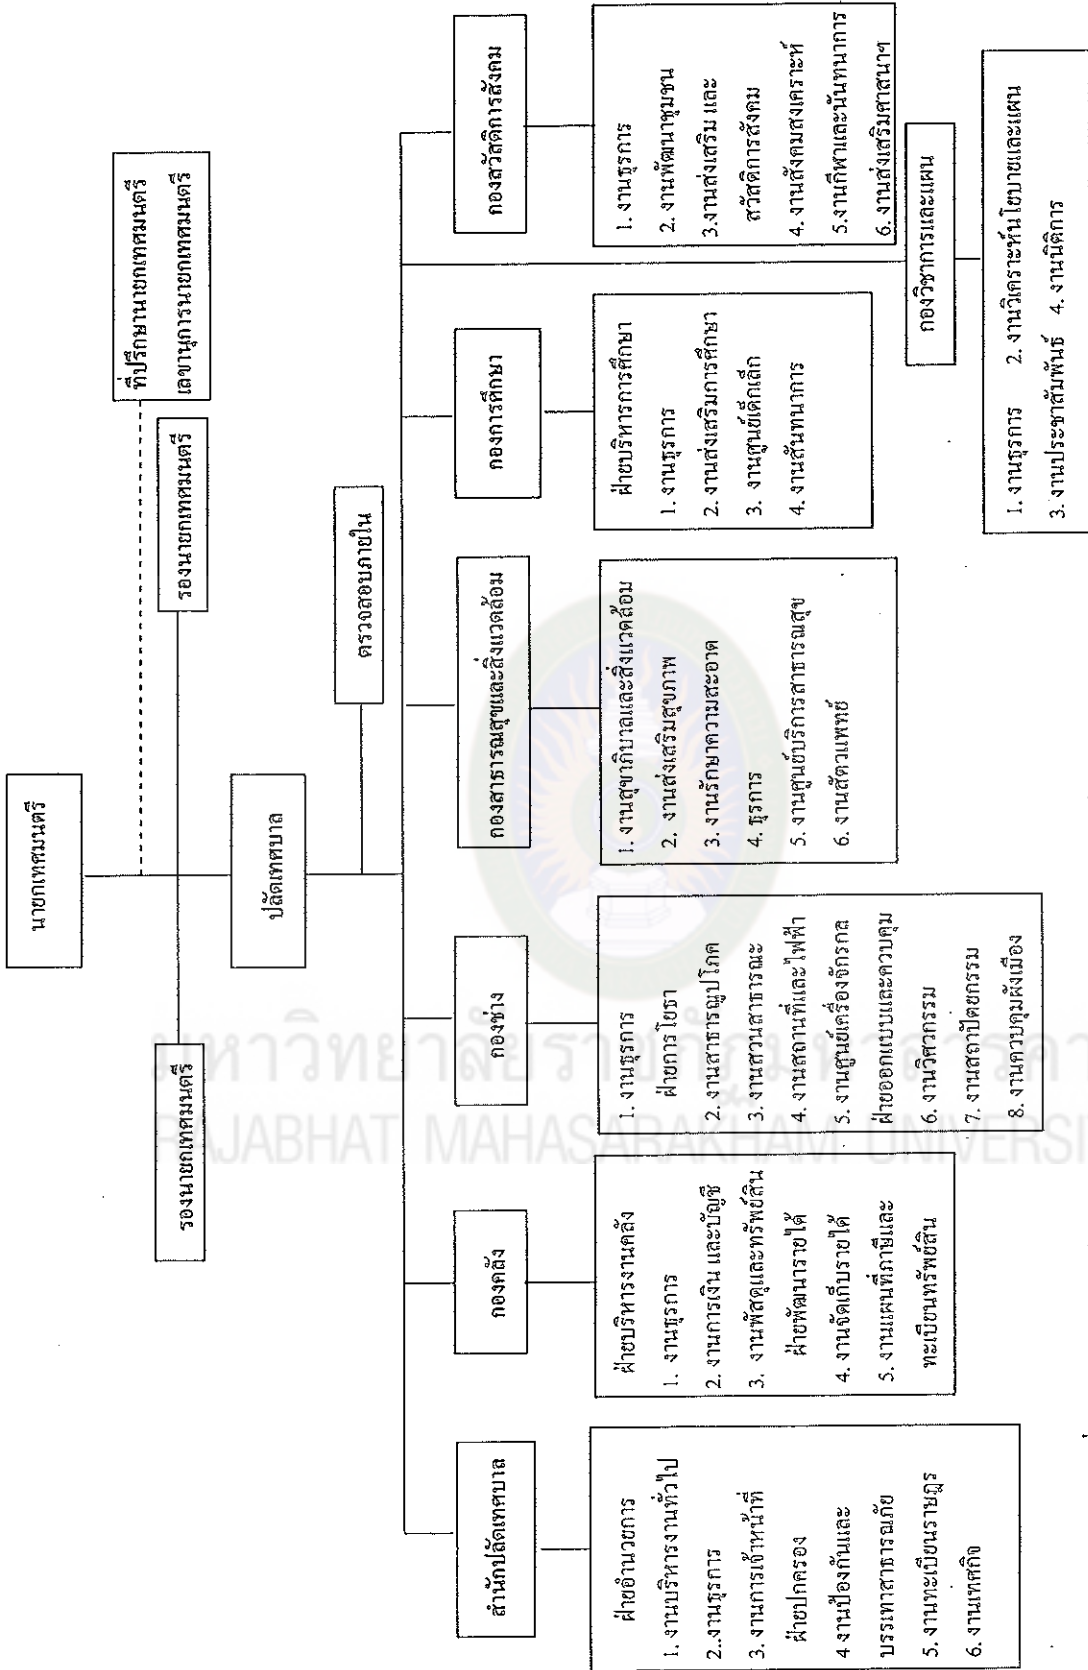 นายกเทศมนตรี
ที่ปรึกษานายกเทศมนตรี
เลขานุการนายกเทศมนตรี
รองนายกเทศมนตรี
รองนายกเทศมนตรี
ปลัดเทศบาล
ตรวจสอบภายใน
สำนักปลัดเทศบาล
ฝ่ายอำนวยการ
1. งานบริหารงานทั่วไป
2..งานธุรการ
3. งานการเจ้าหน้าที่
ฝ่ายปกครอง
4 งานป้องกันและ
บรรเทาสาธารณภัย
5. งานทะเบียนราษฎร
6. งานเทศกิจ
กองคลัง
ฝ่ายบริหารงานคลัง
1. งานธุรการ
2. งานการเงิน และบัญชี
3. งานพัสดุและทรัพย์สิน
ฝ่ายพัฒนารายได้
4. งานจัดเก็บรายได้
5. งานแผนที่ภาษีและ
ทะเบียนทรัพย์สิน
กองช่าง
1. งานธุรการ
ฝ่ายการโยธา
2. งานสาธารณูปโภค
3. งานสวนสาธารณะ
4. งานสถานที่และไฟฟ้า
5. งานศูนย์เครื่องจักรกล
ฝ่ายออกแบบและควบคุม
6. งานวิศวกรรม
7. งานสถาปัตยกรรม
8. งานควบคุมผังเมือง
กองสาธารณสุขและสิ่งแวดล้อม
1. งานสุขาภิบาลและสิ่งแวดล้อม
2. งานส่งเสริมสุขภาพ
3. งานรักษาความสะอาด
4. ธุรการ
5. งานศูนย์บริการสาธารณสุข
6. งานสัตวแพทย์
กองการศึกษา
ฝ่ายบริหารการศึกษา
1. งานธุรการ
2. งานส่งเสริมการศึกษา
3. งานศูนย์เด็กเล็ก
4. งานสันทนาการ
กองสวัสดิการสังคม
1. งานธุรการ
2. งานพัฒนาชุมชน
3.งานส่งเสริม และ
สวัสดิการสังคม
4. งานสังคมสงเคราะห์
5.งานกีฬาและนันทนาการ
6. งานส่งเสริมศาสนาฯ
กองวิชาการและแผน
1. งานธุรการ 2. งานวิเคราะห์นโยบายและแผน
3. งานประชาสัมพันธ์ 4. งานนิติการ
มหาวิทยาลัยราชภัฏมหาสารคา
RAJABHAT MAHASARAKHAM UNIVERSI